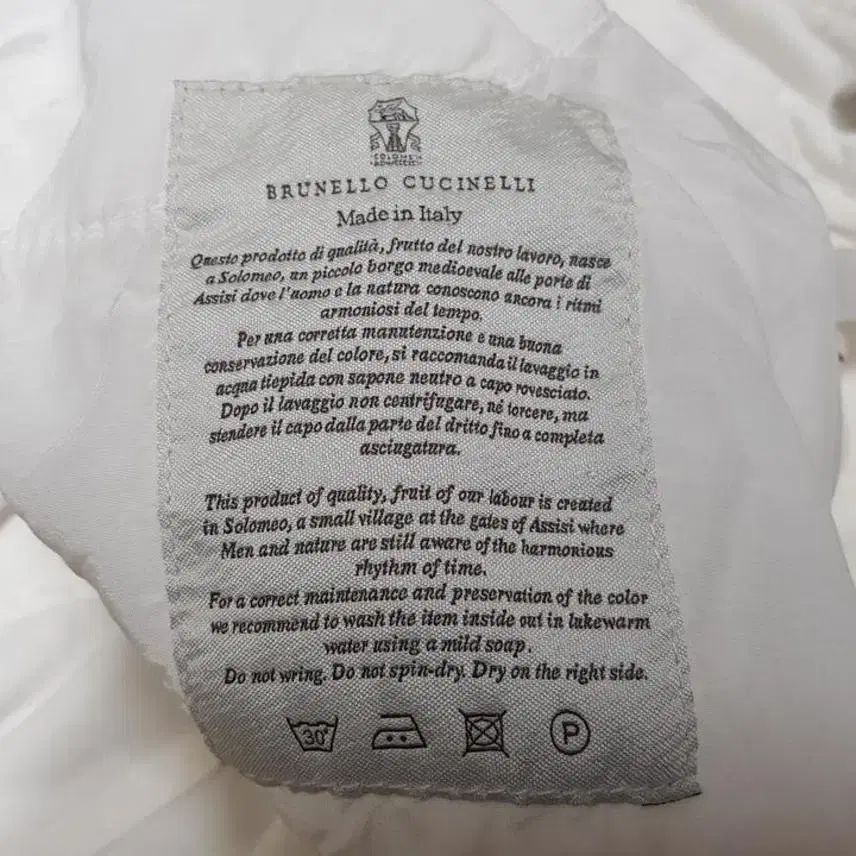 SOLOMEO
BRUNELLO CUCINELLI
Made in Italy
Questo prodotto di qualità, frutto del nostro lavoro, nasce
a Solomeo, un piccolo borgo medioevale alle porte di
Assisi dove l'uomo e la natura conoscono ancora i ritmi
armoniosi del tempo.
Per una corretta manutenzione e una buona
conservazione del colore, si raccomanda il lavaggio in
acqua tiepida con sapone neutro a capo rovesciato.
Dopo il lavaggio non centrifugare, né torcere, ma
stendere il capo dalla parte del dritto fino a completa
asciugatura.
This product of quality, fruit of our labour is created
in Solomeo, a small village at the gates of Assisi where
Men and nature are still aware of the harmonious
rhythm of time.
For a correct maintenance and preservation of the color
we recommend to wash the item inside out in lukewarm
water using a mild soap.
Do not wring. Do not spin-dry. Dry on the right side.
30° P